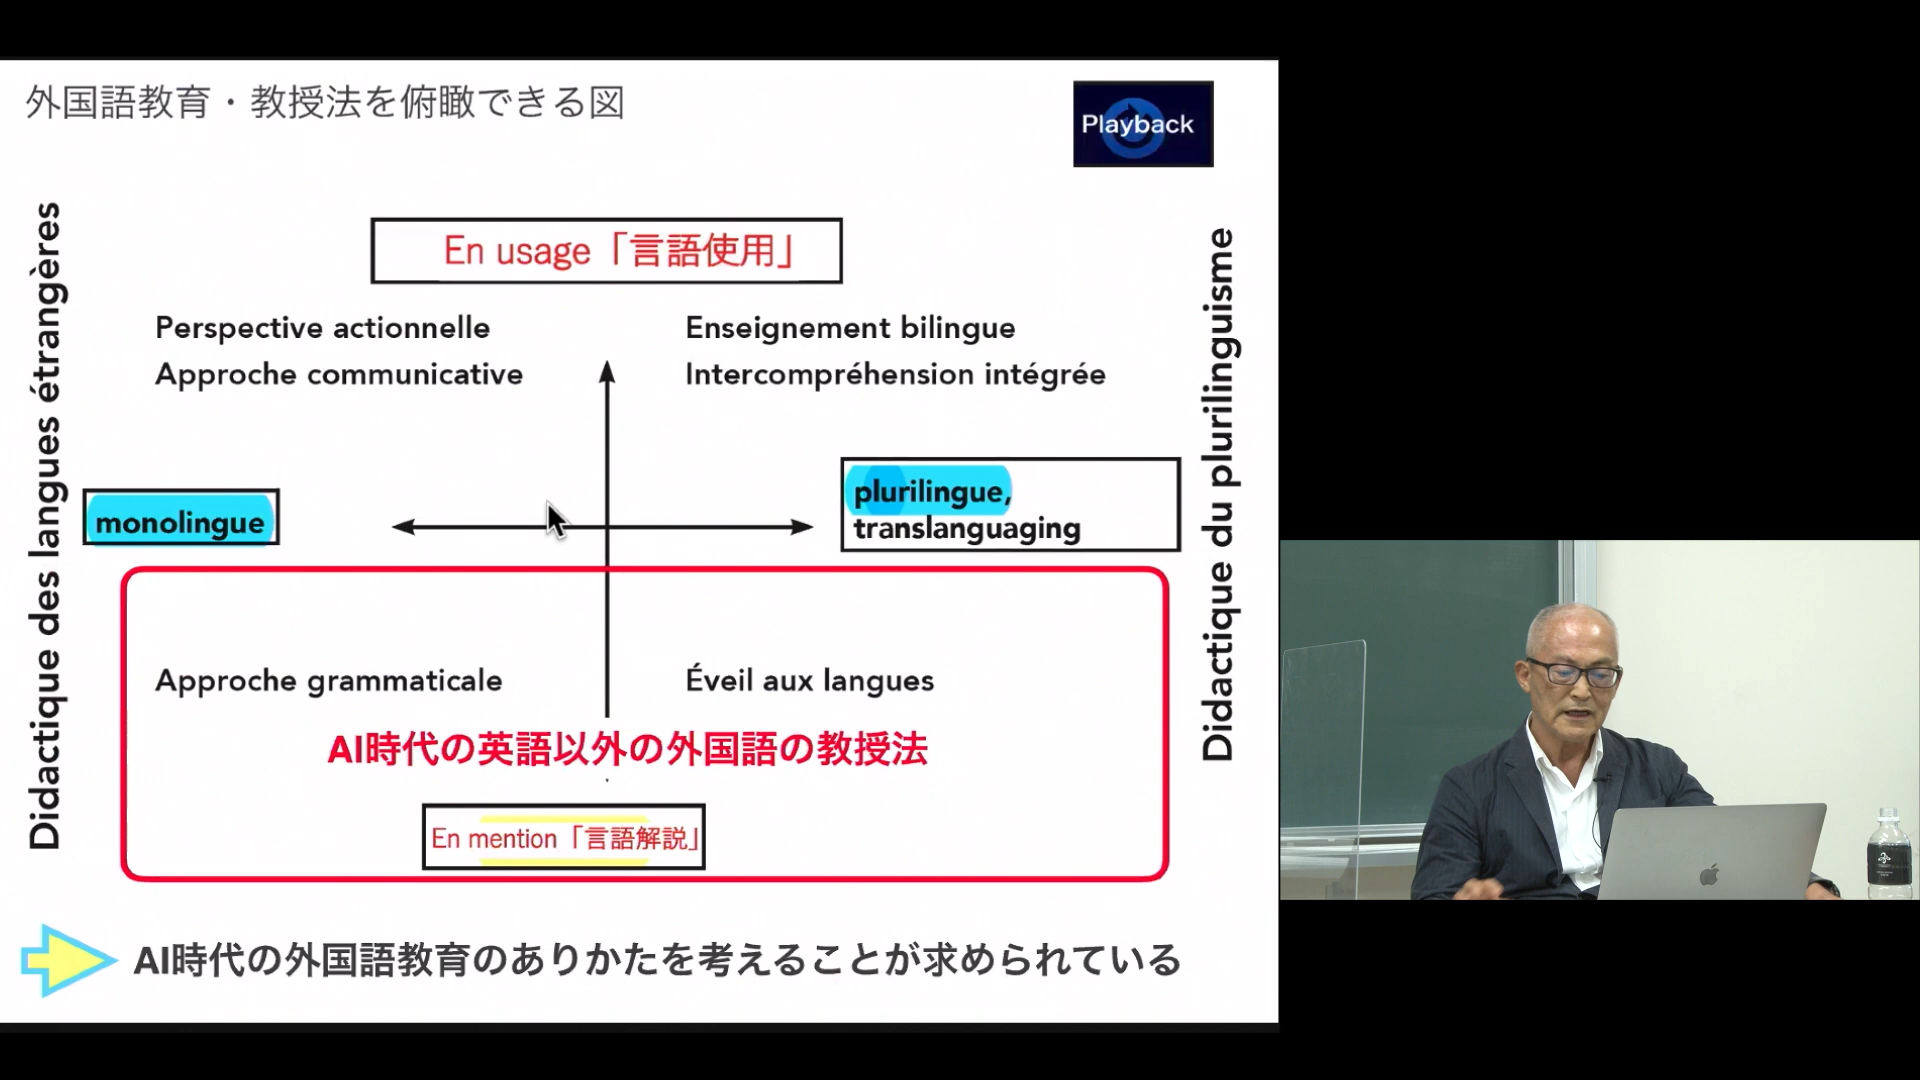 外国語教育・教授法を俯瞰できる図
Playback
Didactique des langues étrangères
En usage「言語使用」
Perspective actionnelle
Approche communicative
Enseignement bilingue
Intercompréhension intégrée
monolingue
plurilingue,
translanguaging
Didactique du plurilinguisme
Approche grammaticale
Éveil aux langues
AI時代の英語以外の外国語の教授法
En mention「言語解説」
AI時代の外国語教育のありかたを考えることが求められている